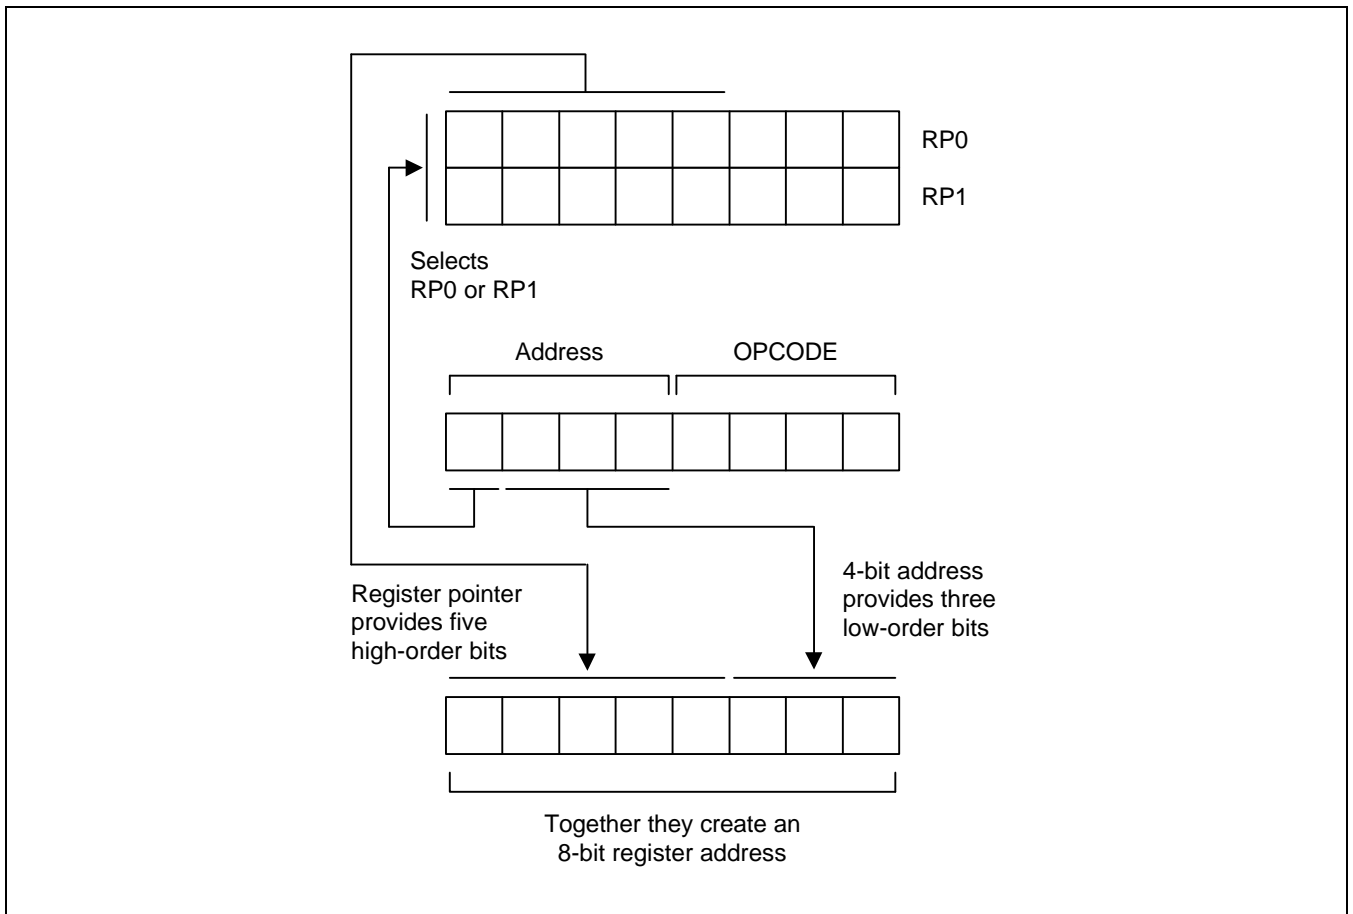 RP0
RP1
Selects
RP0 or RP1
Address
OPCODE
Register pointer
provides five
high-order bits
4-bit address
provides three
low-order bits
Together they create an
8-bit register address